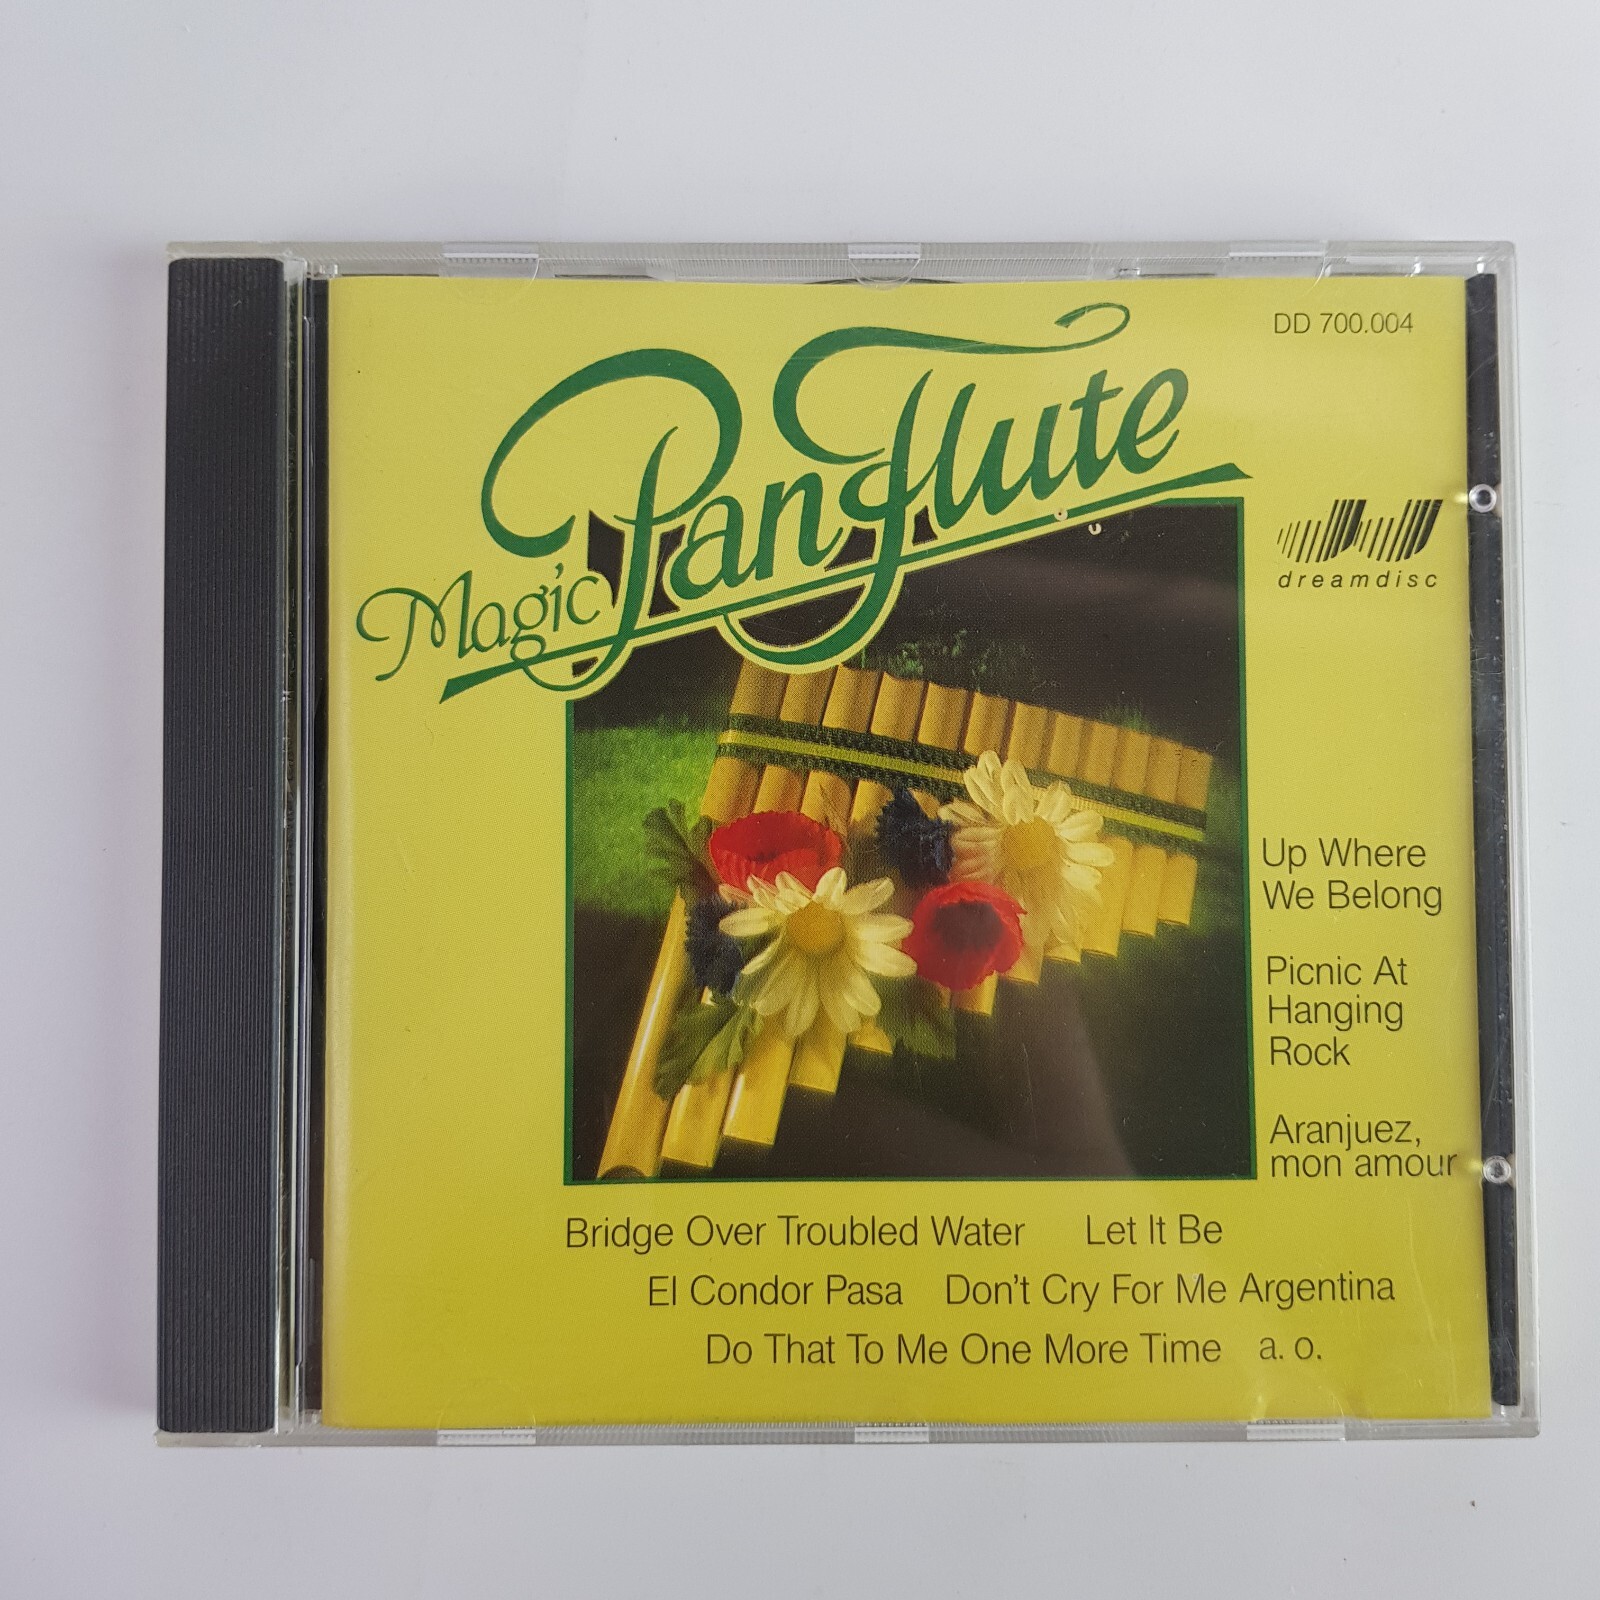 DD 700.004
Magic PanFlute
dreamdisc
Up Where
We Belong
Picnic At
Hanging
Rock
Aranjuez,
mon amour
Bridge Over Troubled Water Let It Be
El Condor Pasa Don't Cry For Me Argentina
Do That To Me One More Time a. o.